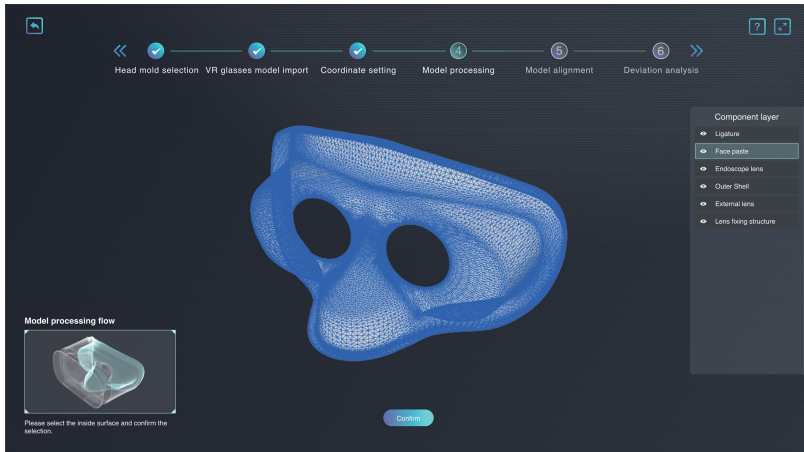 ?
4
5
6
Head mold selection
VR glasses model import
Coordinate setting
Model processing
Model alignment
Deviation analysis
Component layer
Ligature
Face paste
Endoscope lens
Outer Shell
External lens
Lens fixing structure
Model processing flow
Please select the inside surface and confirm the
selection.
Confirm